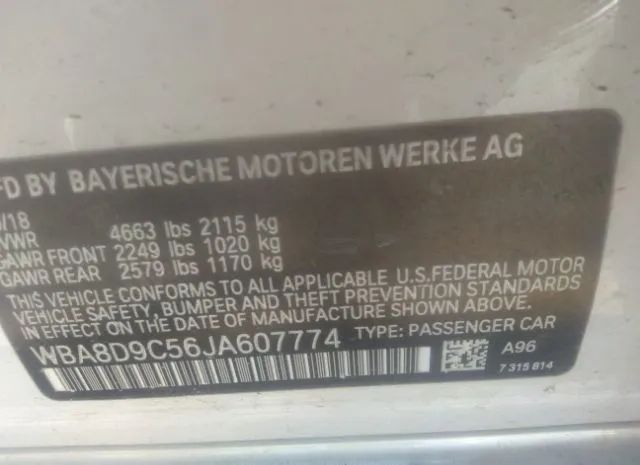 FD BY BAYERISCHE MOTOREN WERKE AG
/18
VWR 4663 lbs 2115 kg
GAWR FRONT 2249 lbs 1020 kg
GAWR REAR 2579 lbs 1170 kg
THIS VEHICLE CONFORMS TO ALL APPLICABLE U.S.FEDERAL MOTOR
VEHICLE SAFETY, BUMPER AND THEFT PREVENTION STANDARDS
IN EFFECT ON THE DATE OF MANUFACTURE SHOWN ABOVE.
WBA8D9C56JA607774 TYPE: PASSENGER CAR
A96
7 315 814